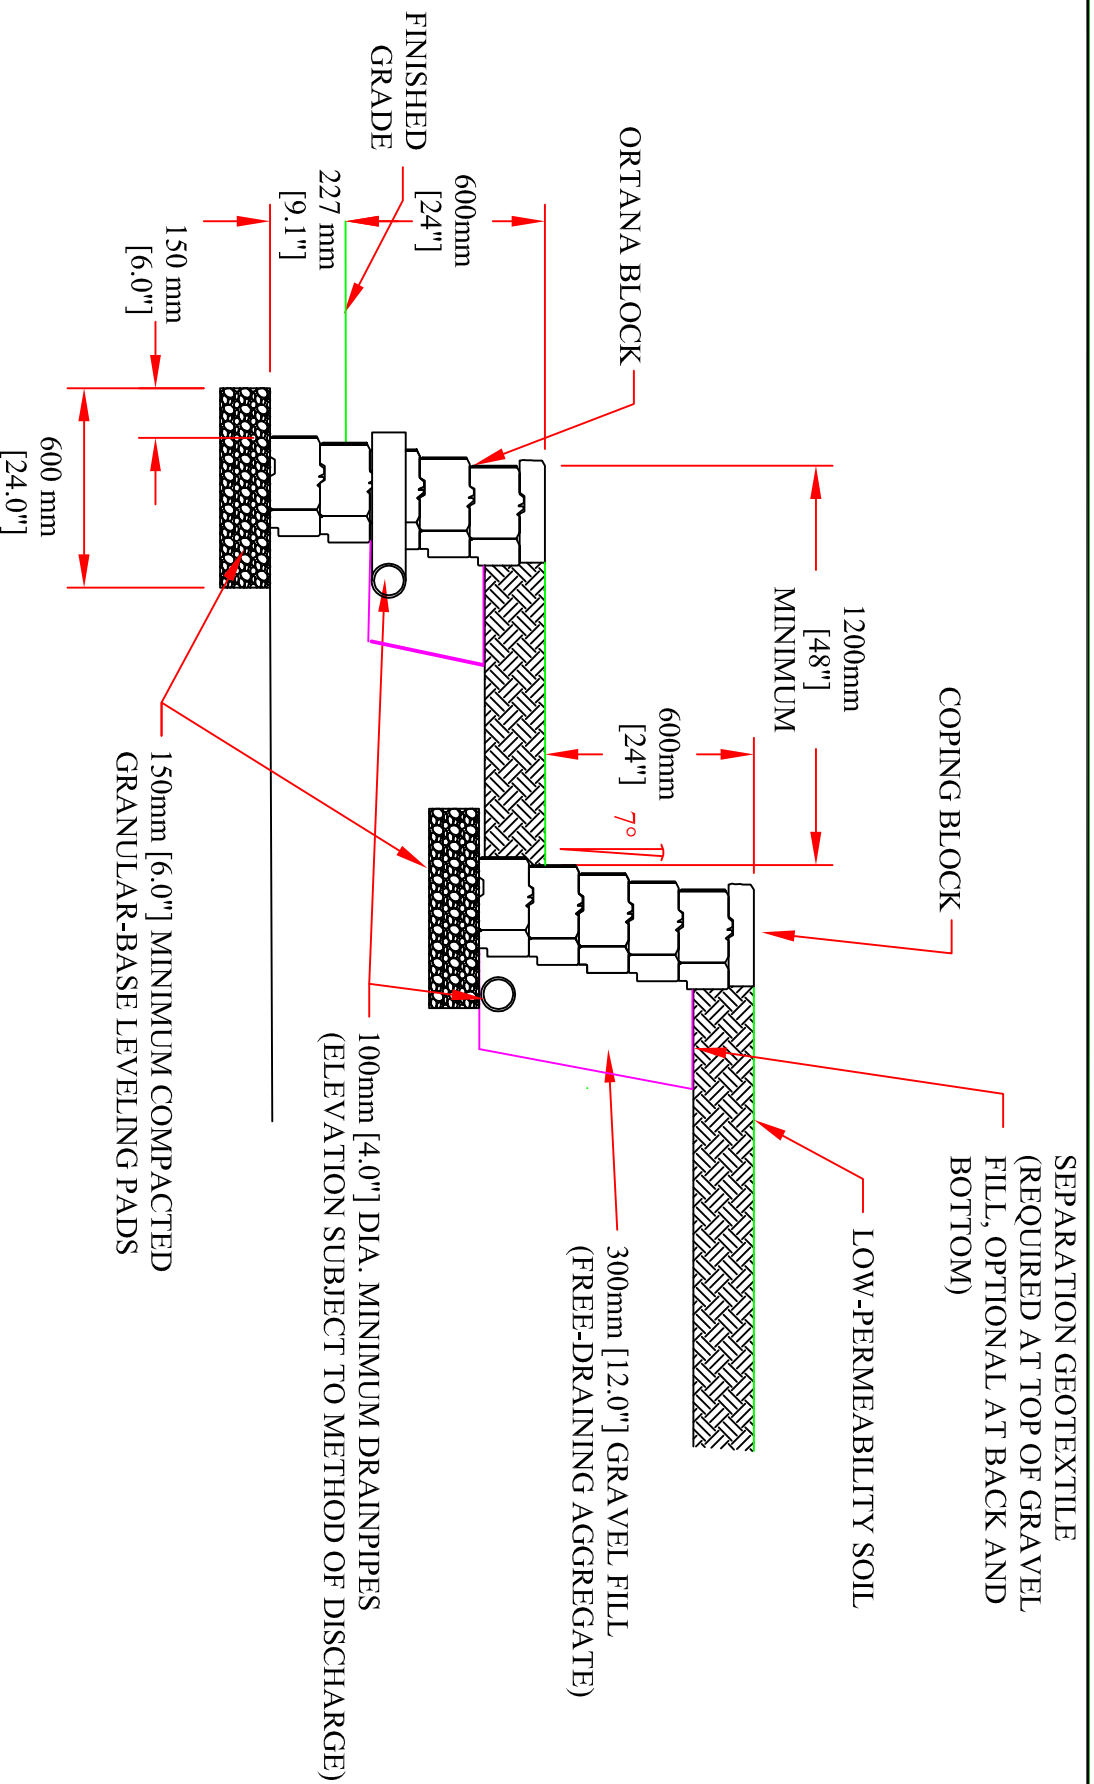 SEPARATION GEOTEXTILE
(REQUIRED AT TOP OF GRAVEL
FILL, OPTIONAL AT BACK AND
BOTTOM)
COPING BLOCK
LOW-PERMEABILITY SOIL
1200mm
[48"]
MINIMUM
600mm
[24"]
7°
300mm [12.0"] GRAVEL FILL
(FREE-DRAINING AGGREGATE)
ORTANA BLOCK
600mm
[24"]
FINISHED
GRADE
227 mm
[9.1"]
100mm [4.0"] DIA. MINIMUM DRAINPIPES
(ELEVATION SUBJECT TO METHOD OF DISCHARGE)
150 mm
[6.0"]
150mm [6.0"] MINIMUM COMPACTED
GRANULAR-BASE LEVELING PADS
600 mm
[24.0"]